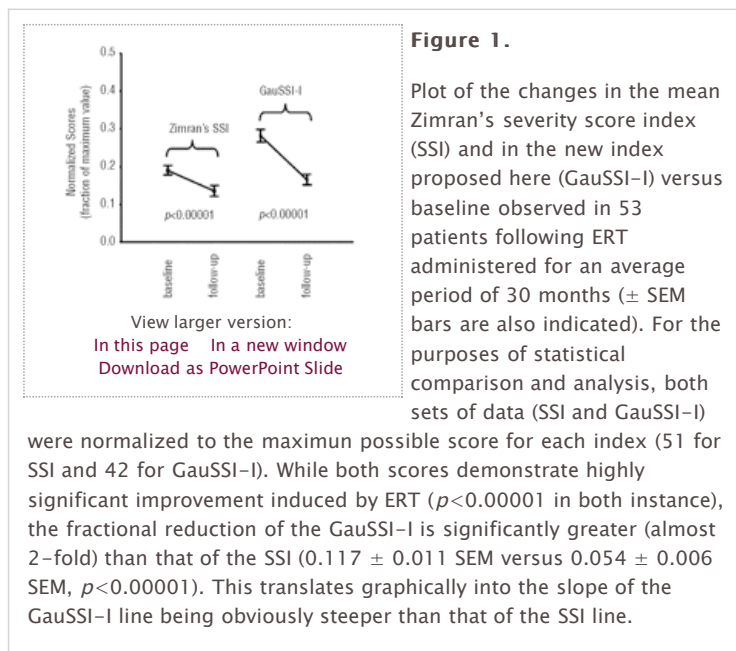 Figure 1.
0.5
0.4
0.3
0.2
0.1
0.0
Normalized Scores
(fraction of maximum value)
GauSSI-I
Zimran's SSI
p<0.00001
p<0.00001
baseline
follow-up
baseline
follow-up
View larger version:
In this page In a new window
Download as PowerPoint Slide
Plot of the changes in the mean
Zimran's severity score index
(SSI) and in the new index
proposed here (GauSSI-I) versus
baseline observed in 53
patients following ERT
administered for an average
period of 30 months (± SEM
bars are also indicated). For the
purposes of statistical
comparison and analysis, both
sets of data (SSI and GauSSI-I)
were normalized to the maximun possible score for each index (51 for
SSI and 42 for GauSSI-I). While both scores demonstrate highly
significant improvement induced by ERT (p<0.00001 in both instance),
the fractional reduction of the GauSSI-I is significantly greater (almost
2-fold) than that of the SSI (0.117 ± 0.011 SEM versus 0.054 ± 0.006
SEM, p<0.00001). This translates graphically into the slope of the
GauSSI-I line being obviously steeper than that of the SSI line.